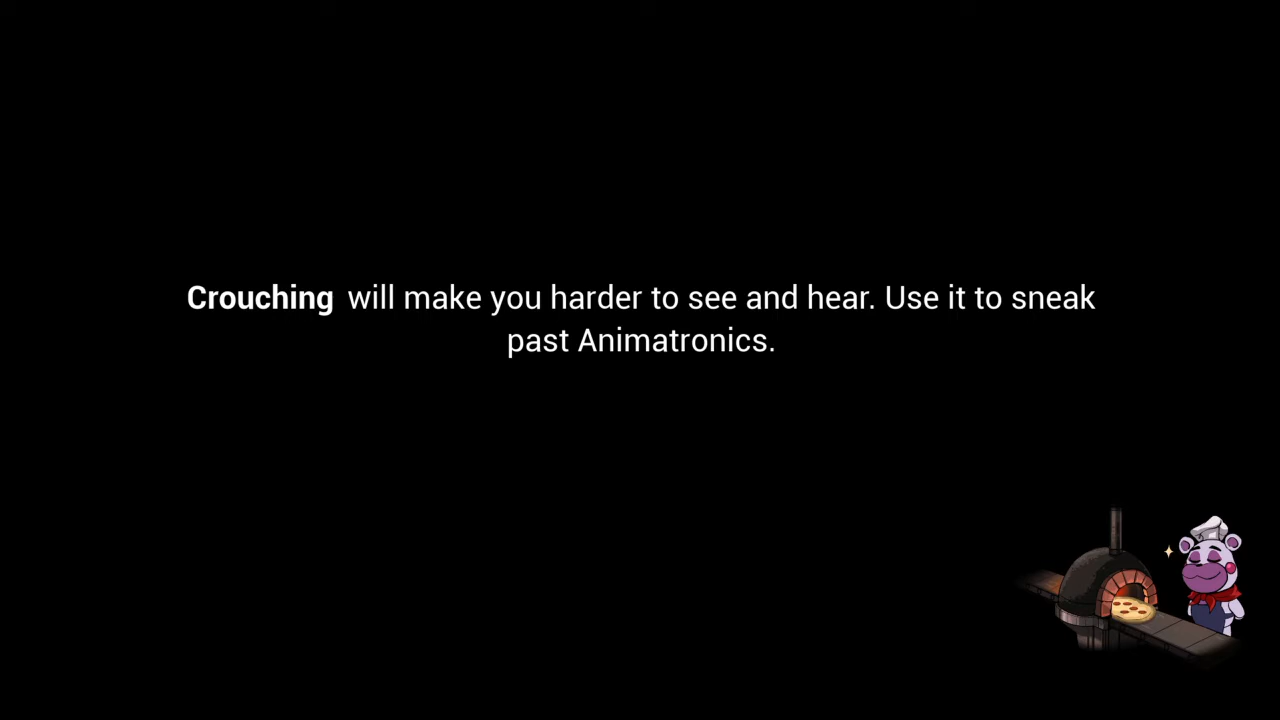 Crouching will make you harder to see and hear. Use it to sneak
past Animatronics.